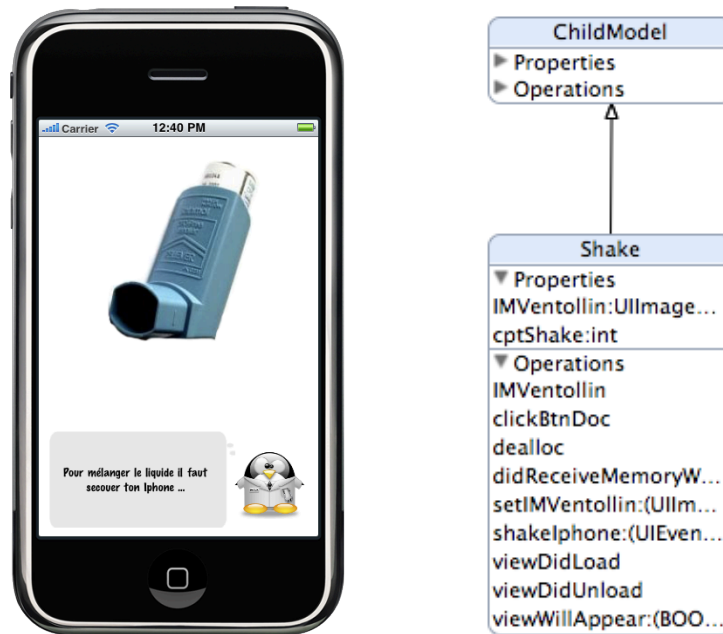 Carrier 12:40 PM
Pour mélanger le liquide il faut
secouer ton Iphone ...
ChildModel
Properties
Operations
Shake
Properties
IMVentollin:UIImage...
cptShake:int
Operations
IMVentollin
clickBtnDoc
dealloc
didReceiveMemoryW...
setIMVentollin:(UIIm...
shakeIphone:(UIEven...
viewDidLoad
viewDidUnload
viewWillAppear:(BOO...